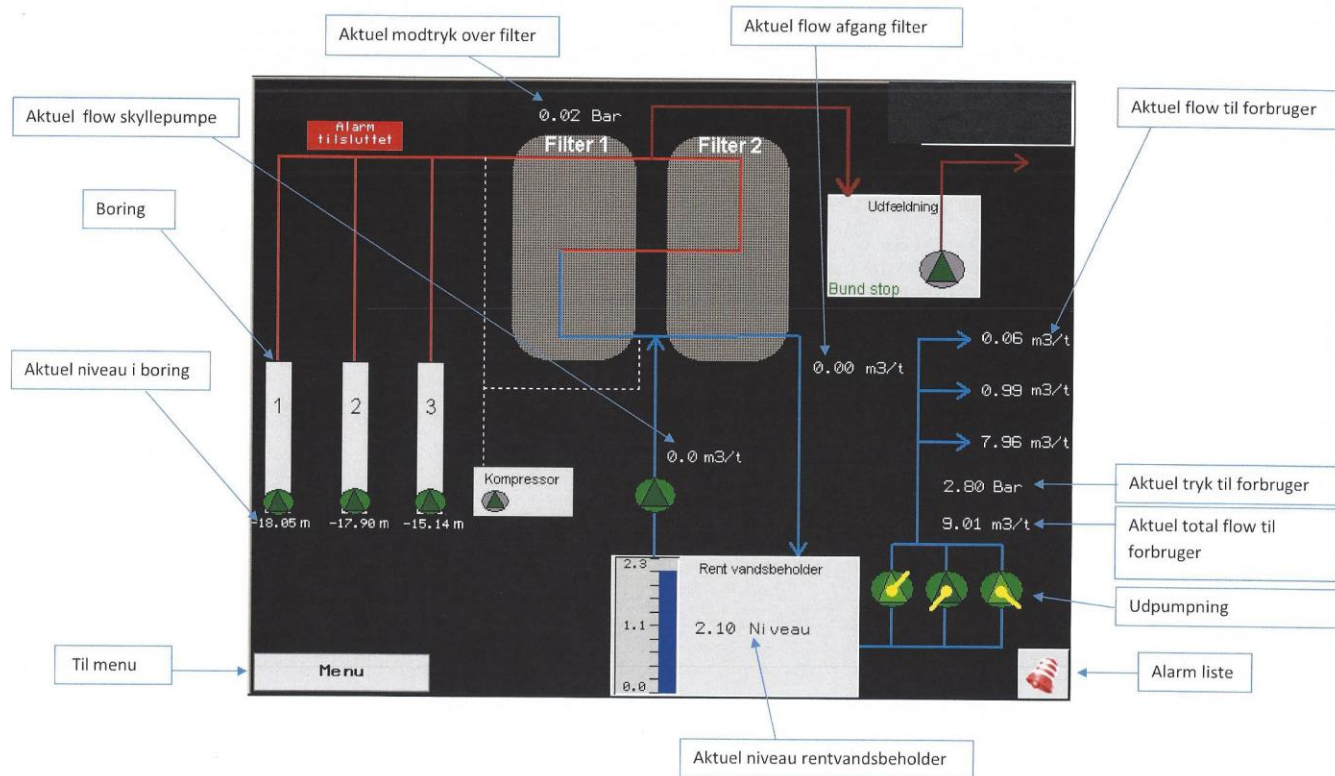 Aktuel modtryk over filter
Aktuel flow afgang filter
Aktuel flow skyllepumpe
Aktuel flow til forbruger
0.02 Bar
Alarm
tilsluttet
Filter 1
Filter 2
Boring
Udfældning
Bund stop
0.06 m3/t
0.00 m3/t
Aktuel niveau i boring
0.99 m3/t
1
2
3
7.96 m3/t
0.0 m3/t
Kompressor
2.80 Bar
Aktuel tryk til forbruger
-18.05 m
-17.90 m
-15.14 m
9.01 m3/t
Aktuel total flow til
forbruger
2.3
Rent vandsbeholder
Udpumpning
1.1
2.10 Niveau
Til menu
Menu
0.0
Alarm liste
Aktuel niveau rentvandsbeholder